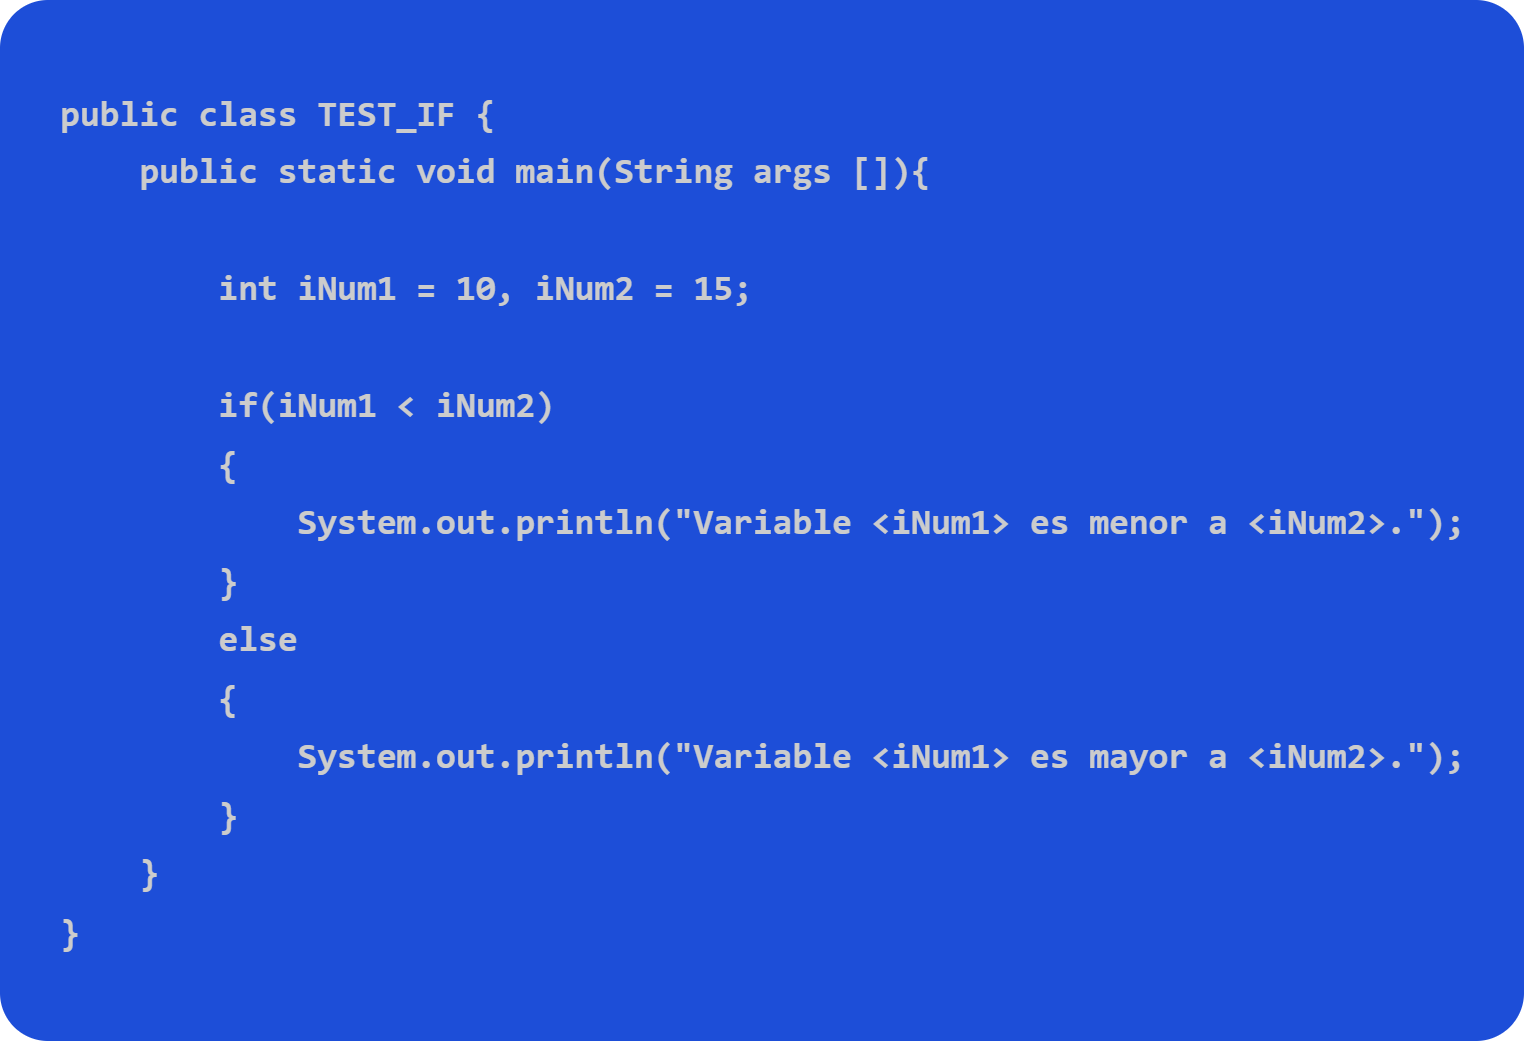 public class TEST_IF {
    public static void main(String args []){
        int iNum1 = 10, iNum2 = 15;
        if(iNum1 < iNum2)
        {
            System.out.println("Variable <iNum1> es menor a <iNum2>.");
        }
        else
        {
            System.out.println("Variable <iNum1> es mayor a <iNum2>.");
        }
    }
}